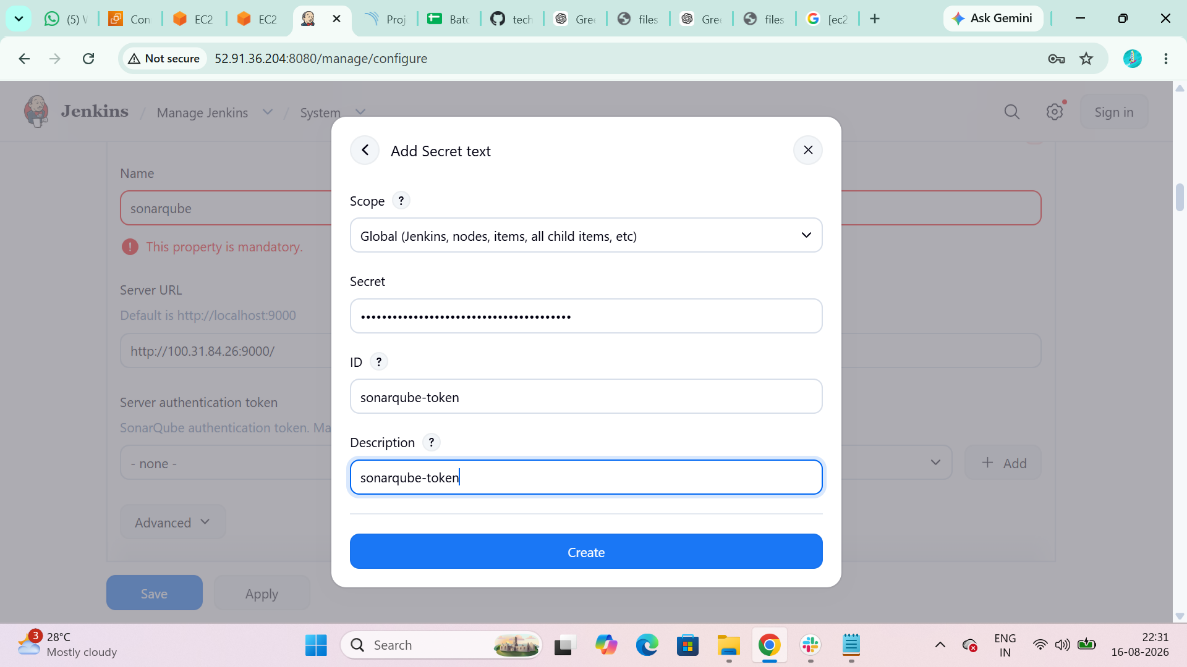 (5) W
Con
EC2
EC2
Proj
Batc
tech
Gree
files
Gree
files
[ec2
Ask Gemini
Not secure
52.91.36.204:8080/manage/configure
Jenkins / Manage Jenkins / System
Sign in
Add Secret text
Name
sonarqube
This property is mandatory.
Server URL
Default is http://localhost:9000
http://100.31.84.26:9000/
Server authentication token
SonarQube authentication token. Ma
- none -
Add
Advanced
Save
Apply
Scope ?
Global (Jenkins, nodes, items, all child items, etc)
Secret
••••••••••••••••••••••••••••••••••••••••
ID ?
sonarqube-token
Description ?
sonarqube-token
Create
3
28°C
Mostly cloudy
Search
ENG
IN
22:31
16-08-2026